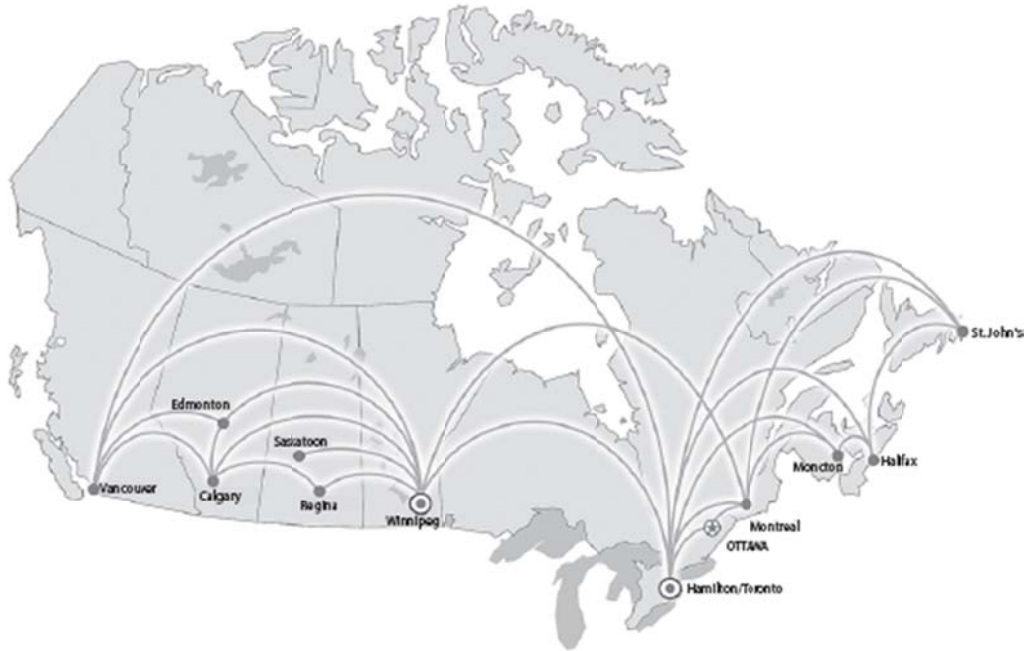 St. John's
Edmonton
Saskatoon
Moncton
Halifax
Vancouver
Calgary
Regina
Winnipeg
Montreal
OTTAWA
Hamilton/Toronto